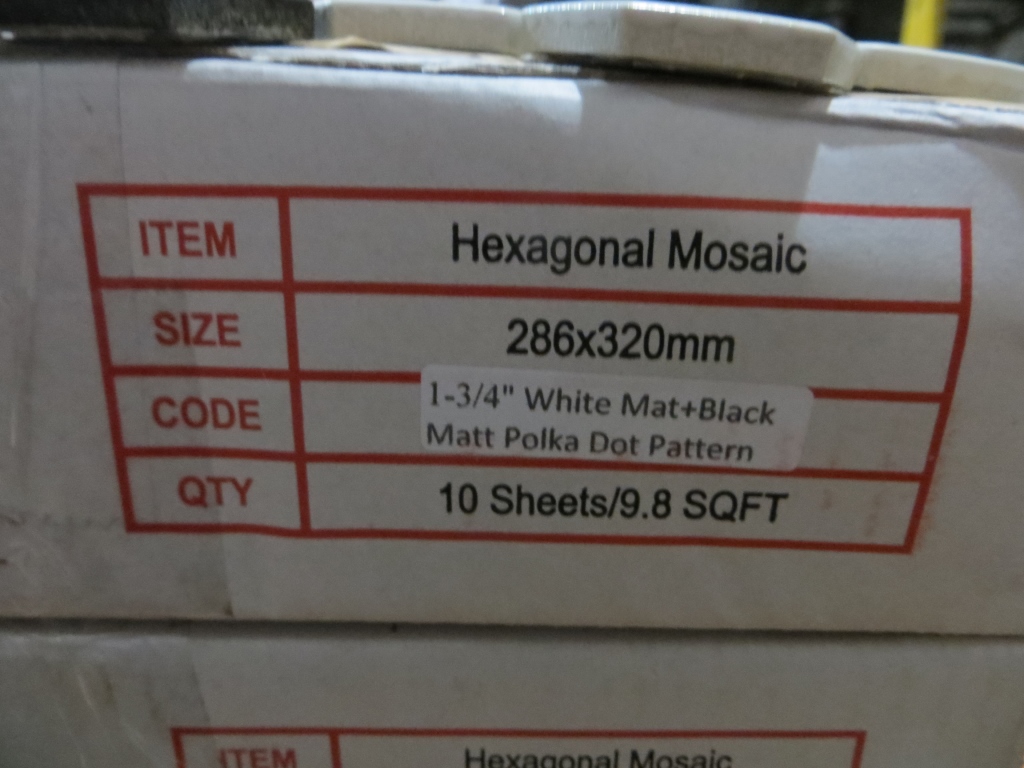 ITEM Hexagonal Mosaic
SIZE 286x320mm
CODE 1-3/4" White Mat+Black
Matt Polka Dot Pattern
QTY 10 Sheets/9.8 SQFT
ITEM Hexagonal Mosaic